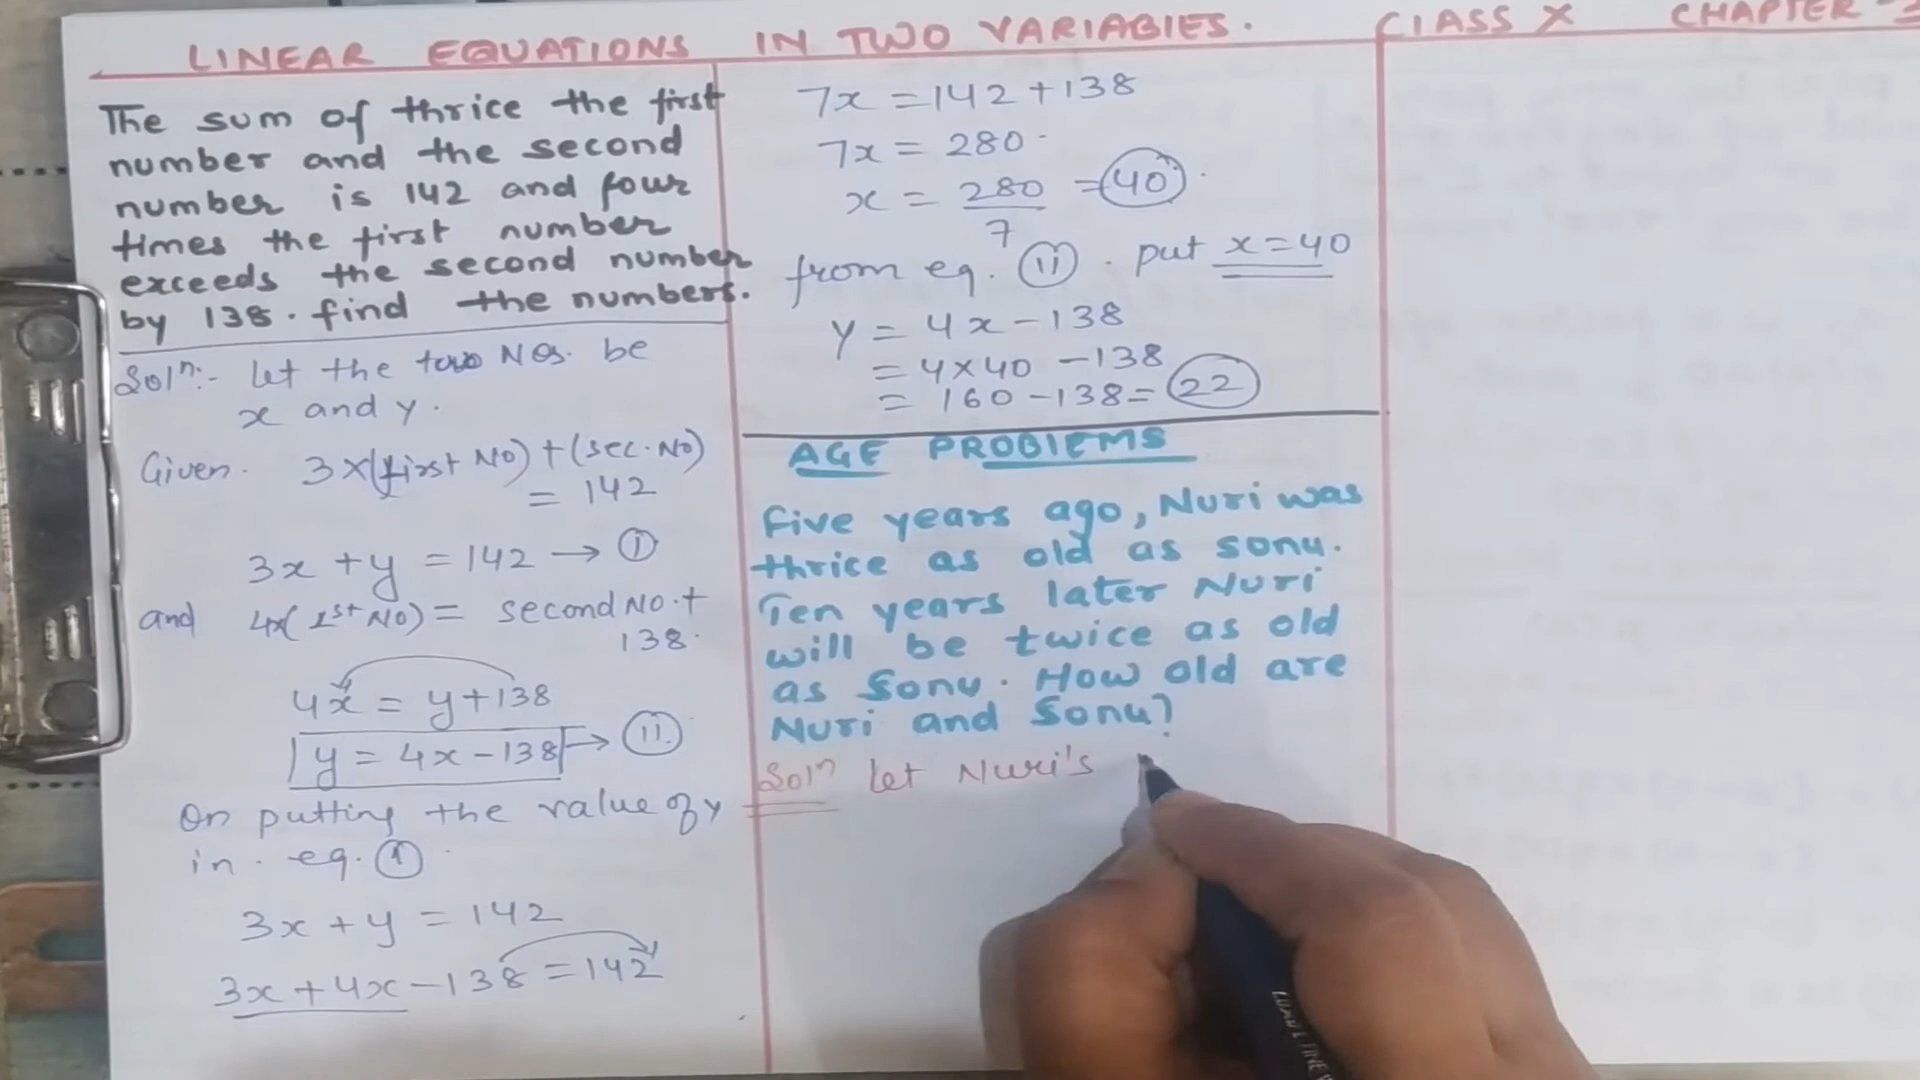 LINEAR EQUATIONS IN TWO VARIABLES. CLASS X CHAPTER-3
The sum of thrice the first
number and the second
number is 142 and four
times the first number
exceeds the second number
by 138. find the numbers.
Solⁿ:- let the two NOs. be
x and y.
Given. 3×(first NO) + (sec. NO)
= 142
3x + y = 142 → (i)
and 4x(1st NO) = second NO. +
138.
4x = y + 138
y = 4x - 138 → (ii)
On putting the value of y
in. eq. (1)
3x + y = 142
3x + 4x - 138 = 142
7x = 142 + 138
7x = 280
x = 280/7 = 40
from eq. (ii). put x = 40
y = 4x - 138
= 4×40 - 138
= 160 - 138 = 22
AGE PROBLEMS
Five years ago, Nuri was
thrice as old as sonu.
Ten years later Nuri
will be twice as old
as Sonu. How old are
Nuri and Sonu?
Solⁿ let Nuri's